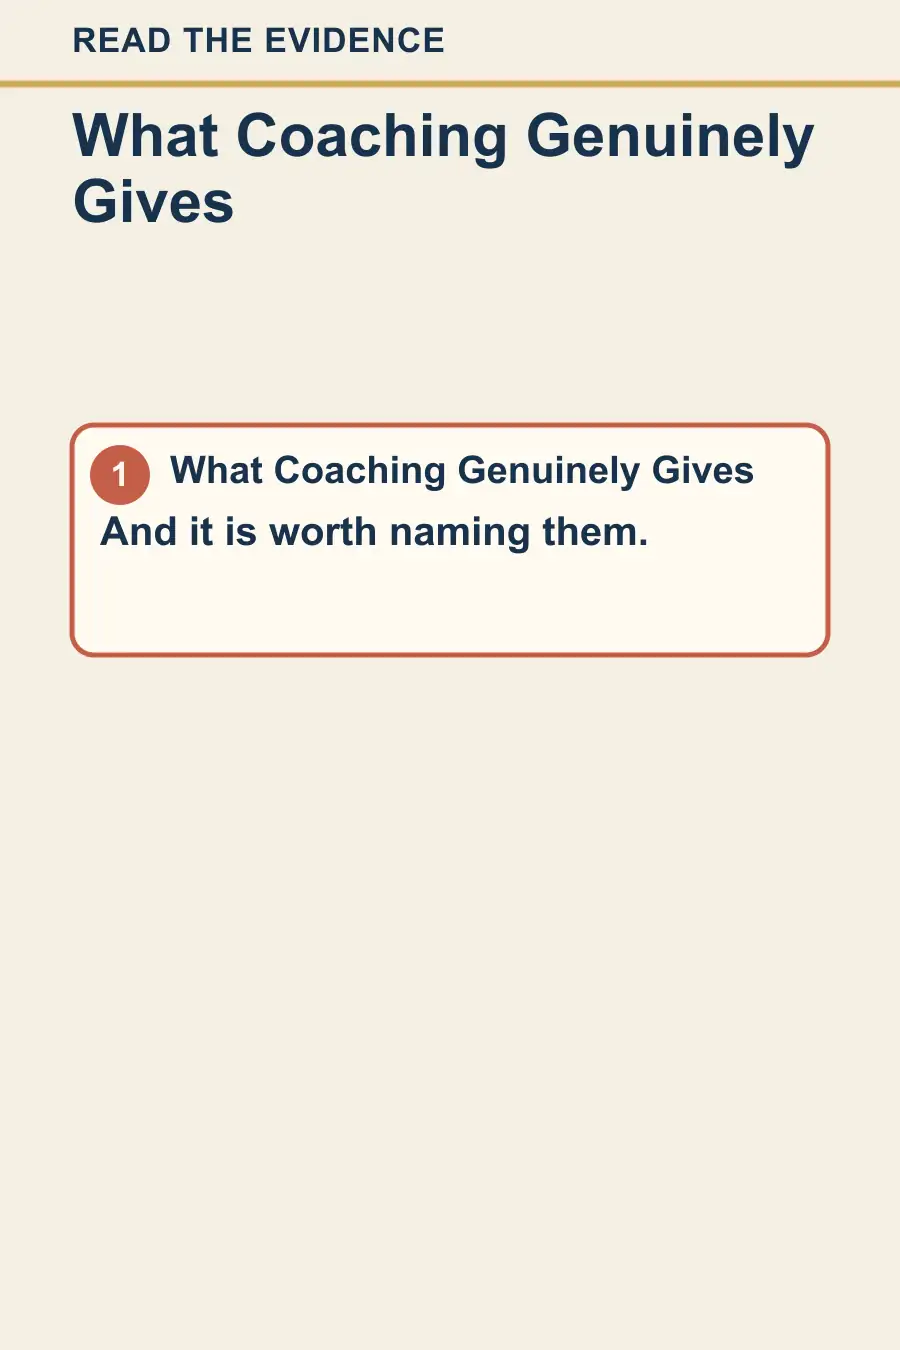 READ THE EVIDENCE
What Coaching Genuinely
Gives
1 What Coaching Genuinely Gives
And it is worth naming them.